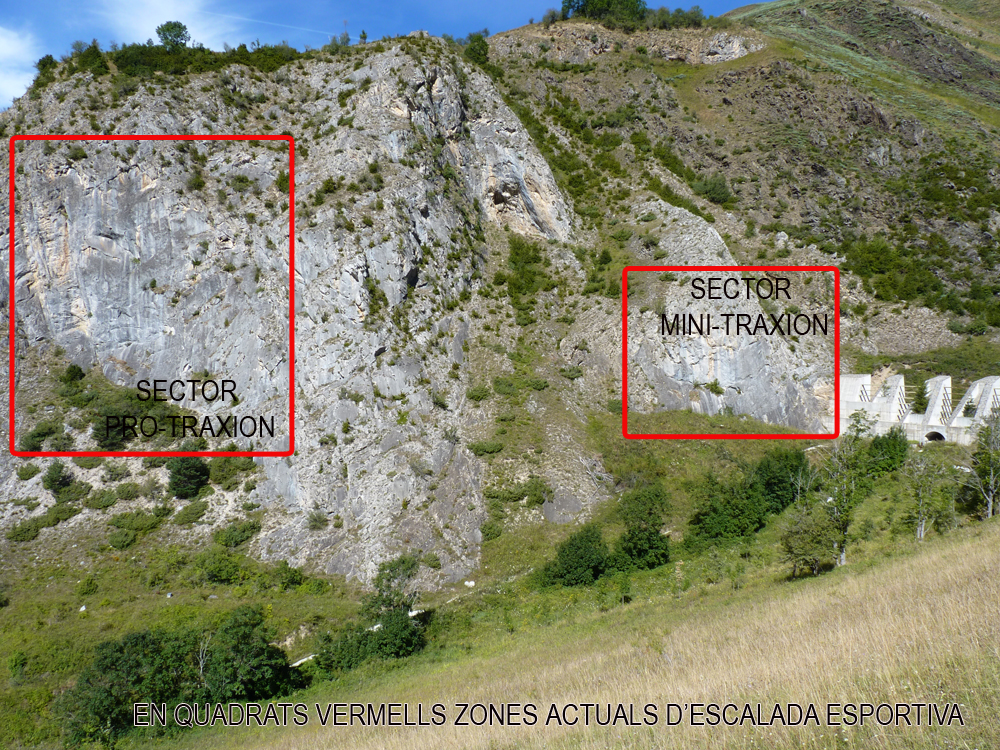 SECTOR
MINI-TRAXION
SECTOR
PRO-TRAXION
EN QUADRATS VERMELLS ZONES ACTUALS D'ESCALADA ESPORTIVA